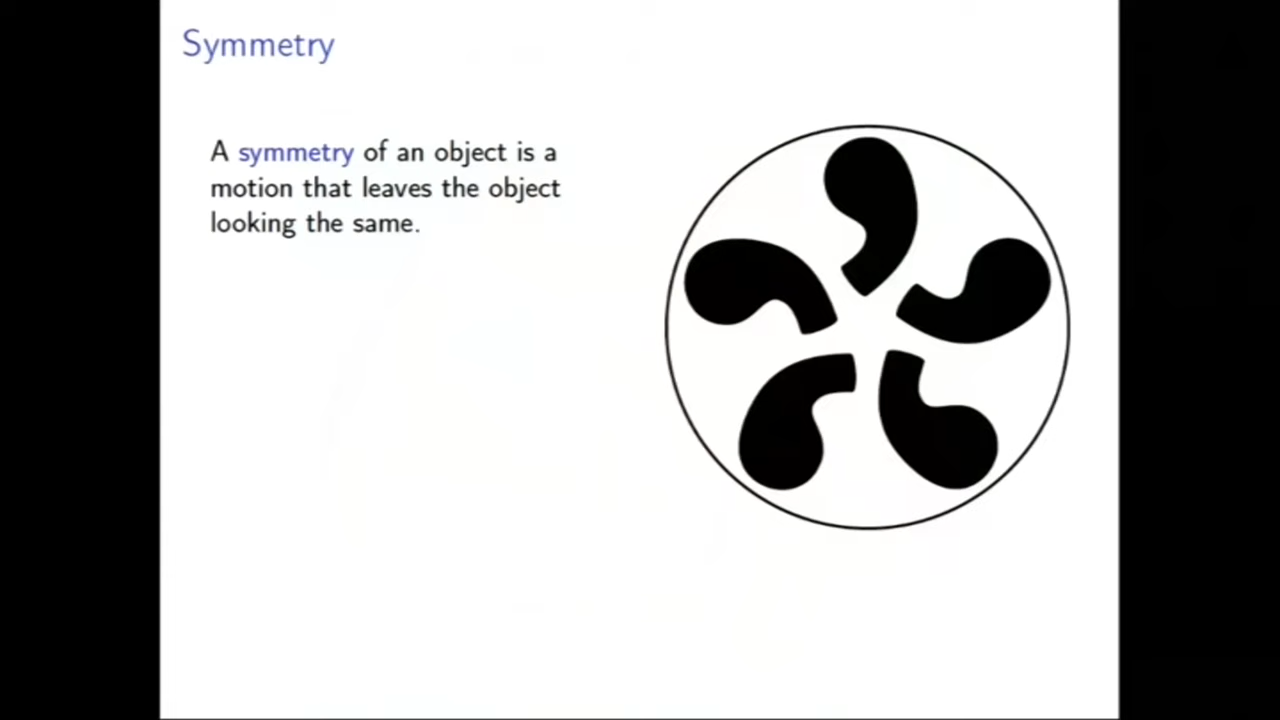 Symmetry
A symmetry of an object is a
motion that leaves the object
looking the same.